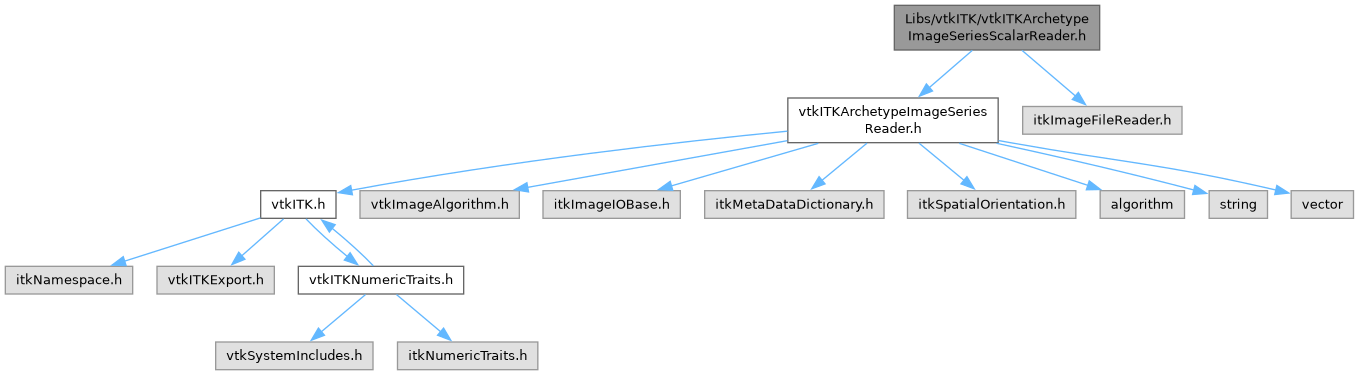 Libs/vtkITK/vtkITKArchetype
ImageSeriesScalarReader.h
vtkITKArchetypeImageSeries
Reader.h
itkImageFileReader.h
vtkITK.h
vtkImageAlgorithm.h
itkImageIOBase.h
itkMetaDataDictionary.h
itkSpatialOrientation.h
algorithm
string
vector
itkNamespace.h
vtkITKExport.h
vtkITKNumericTraits.h
vtkSystemIncludes.h
itkNumericTraits.h